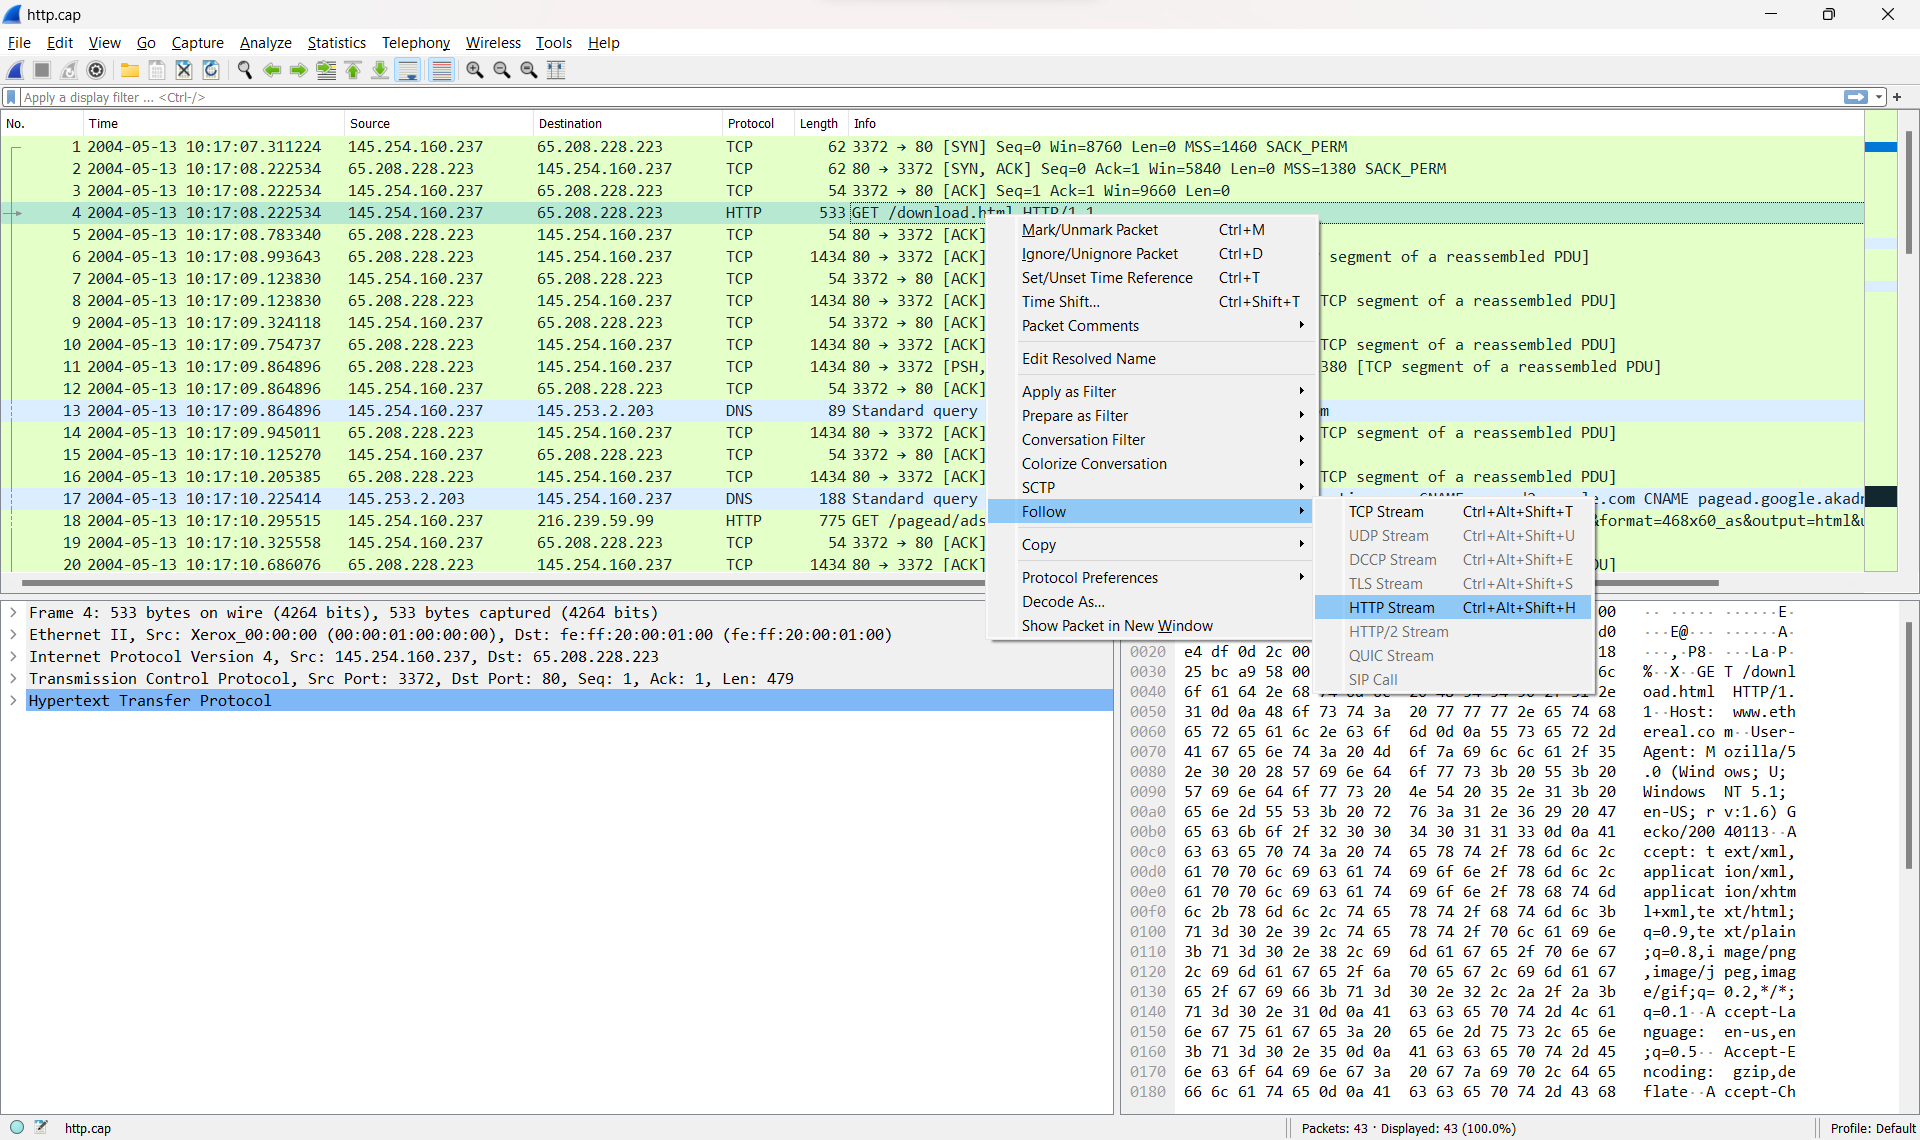 http.cap
File Edit View Go Capture Analyze Statistics Telephony Wireless Tools Help
Apply a display filter ... <Ctrl-/>
No. Time Source Destination Protocol Length Info
1 2004-05-13 10:17:07.311224 145.254.160.237 65.208.228.223 TCP 62 3372 → 80 [SYN] Seq=0 Win=8760 Len=0 MSS=1460 SACK_PERM
2 2004-05-13 10:17:08.222534 65.208.228.223 145.254.160.237 TCP 62 80 → 3372 [SYN, ACK] Seq=0 Ack=1 Win=5840 Len=0 MSS=1380 SACK_PERM
3 2004-05-13 10:17:08.222534 145.254.160.237 65.208.228.223 TCP 54 3372 → 80 [ACK] Seq=1 Ack=1 Win=9660 Len=0
4 2004-05-13 10:17:08.222534 145.254.160.237 65.208.228.223 HTTP 533 GET /download.html HTTP/1.1
5 2004-05-13 10:17:08.783340 65.208.228.223 145.254.160.237 TCP 54 80 → 3372 [ACK]
6 2004-05-13 10:17:08.993643 65.208.228.223 145.254.160.237 TCP 1434 80 → 3372 [ACK] segment of a reassembled PDU]
7 2004-05-13 10:17:09.123830 145.254.160.237 65.208.228.223 TCP 54 3372 → 80 [ACK]
8 2004-05-13 10:17:09.123830 65.208.228.223 145.254.160.237 TCP 1434 80 → 3372 [ACK] TCP segment of a reassembled PDU]
9 2004-05-13 10:17:09.324118 145.254.160.237 65.208.228.223 TCP 54 3372 → 80 [ACK]
10 2004-05-13 10:17:09.754737 65.208.228.223 145.254.160.237 TCP 1434 80 → 3372 [ACK] TCP segment of a reassembled PDU]
11 2004-05-13 10:17:09.864896 65.208.228.223 145.254.160.237 TCP 1434 80 → 3372 [PSH, 380 [TCP segment of a reassembled PDU]
12 2004-05-13 10:17:09.864896 145.254.160.237 65.208.228.223 TCP 54 3372 → 80 [ACK]
13 2004-05-13 10:17:09.864896 145.254.160.237 145.253.2.203 DNS 89 Standard query m
14 2004-05-13 10:17:09.945011 65.208.228.223 145.254.160.237 TCP 1434 80 → 3372 [ACK] TCP segment of a reassembled PDU]
15 2004-05-13 10:17:10.125270 145.254.160.237 65.208.228.223 TCP 54 3372 → 80 [ACK]
16 2004-05-13 10:17:10.205385 65.208.228.223 145.254.160.237 TCP 1434 80 → 3372 [ACK] TCP segment of a reassembled PDU]
17 2004-05-13 10:17:10.225414 145.253.2.203 145.254.160.237 DNS 188 Standard query .com CNAME pagead.google.akadn
18 2004-05-13 10:17:10.295515 145.254.160.237 216.239.59.99 HTTP 775 GET /pagead/ads &format=468x60_as&output=html&u
19 2004-05-13 10:17:10.325558 145.254.160.237 65.208.228.223 TCP 54 3372 → 80 [ACK]
20 2004-05-13 10:17:10.686076 65.208.228.223 145.254.160.237 TCP 1434 80 → 3372 [ACK] DU]
Mark/Unmark Packet Ctrl+M
Ignore/Unignore Packet Ctrl+D
Set/Unset Time Reference Ctrl+T
Time Shift... Ctrl+Shift+T
Packet Comments
Edit Resolved Name
Apply as Filter
Prepare as Filter
Conversation Filter
Colorize Conversation
SCTP
Follow
Copy
Protocol Preferences
Decode As...
Show Packet in New Window
TCP Stream Ctrl+Alt+Shift+T
UDP Stream Ctrl+Alt+Shift+U
DCCP Stream Ctrl+Alt+Shift+E
TLS Stream Ctrl+Alt+Shift+S
HTTP Stream Ctrl+Alt+Shift+H
HTTP/2 Stream
QUIC Stream
SIP Call
Frame 4: 533 bytes on wire (4264 bits), 533 bytes captured (4264 bits)
Ethernet II, Src: Xerox_00:00:00 (00:00:01:00:00:00), Dst: fe:ff:20:00:01:00 (fe:ff:20:00:01:00)
Internet Protocol Version 4, Src: 145.254.160.237, Dst: 65.208.228.223
Transmission Control Protocol, Src Port: 3372, Dst Port: 80, Seq: 1, Ack: 1, Len: 479
Hypertext Transfer Protocol
00 ·· ····· ·····E·
d0 ···E@··· ·····A·
0020 e4 df 0d 2c 00 18 ···,·P8· ···La·P·
0030 25 bc a9 58 00 6c %··X··GE T /downl
0040 6f 61 64 2e 68 2e oad.html HTTP/1.
0050 31 0d 0a 48 6f 73 74 3a 20 77 77 77 2e 65 74 68 1··Host: www.eth
0060 65 72 65 61 6c 2e 63 6f 6d 0d 0a 55 73 65 72 2d ereal.co m··User-
0070 41 67 65 6e 74 3a 20 4d 6f 7a 69 6c 6c 61 2f 35 Agent: M ozilla/5
0080 2e 30 20 28 57 69 6e 64 6f 77 73 3b 20 55 3b 20 .0 (Wind ows; U;
0090 57 69 6e 64 6f 77 73 20 4e 54 20 35 2e 31 3b 20 Windows NT 5.1;
00a0 65 6e 2d 55 53 3b 20 72 76 3a 31 2e 36 29 20 47 en-US; r v:1.6) G
00b0 65 63 6b 6f 2f 32 30 30 34 30 31 31 33 0d 0a 41 ecko/200 40113··A
00c0 63 63 65 70 74 3a 20 74 65 78 74 2f 78 6d 6c 2c ccept: t ext/xml,
00d0 61 70 70 6c 69 63 61 74 69 6f 6e 2f 78 6d 6c 2c applicat ion/xml,
00e0 61 70 70 6c 69 63 61 74 69 6f 6e 2f 78 68 74 6d applicat ion/xhtm
00f0 6c 2b 78 6d 6c 2c 74 65 78 74 2f 68 74 6d 6c 3b l+xml,te xt/html;
0100 71 3d 30 2e 39 2c 74 65 78 74 2f 70 6c 61 69 6e q=0.9,te xt/plain
0110 3b 71 3d 30 2e 38 2c 69 6d 61 67 65 2f 70 6e 67 ;q=0.8,i mage/png
0120 2c 69 6d 61 67 65 2f 6a 70 65 67 2c 69 6d 61 67 ,image/j peg,imag
0130 65 2f 67 69 66 3b 71 3d 30 2e 32 2c 2a 2f 2a 3b e/gif;q= 0.2,*/*;
0140 71 3d 30 2e 31 0d 0a 41 63 63 65 70 74 2d 4c 61 q=0.1··A ccept-La
0150 6e 67 75 61 67 65 3a 20 65 6e 2d 75 73 2c 65 6e nguage: en-us,en
0160 3b 71 3d 30 2e 35 0d 0a 41 63 63 65 70 74 2d 45 ;q=0.5·· Accept-E
0170 6e 63 6f 64 69 6e 67 3a 20 67 7a 69 70 2c 64 65 ncoding: gzip,de
0180 66 6c 61 74 65 0d 0a 41 63 63 65 70 74 2d 43 68 flate··A ccept-Ch
http.cap
Packets: 43 · Displayed: 43 (100.0%)
Profile: Default